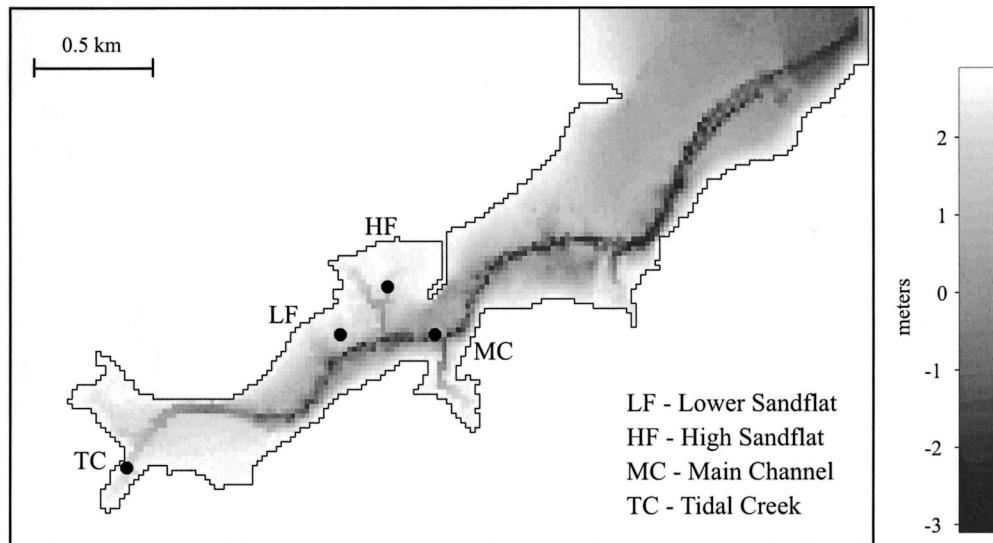 0.5 km
HF
LF
MC
TC
LF - Lower Sandflat
HF - High Sandflat
MC - Main Channel
TC - Tidal Creek
2
1
0
-1
-2
-3
meters